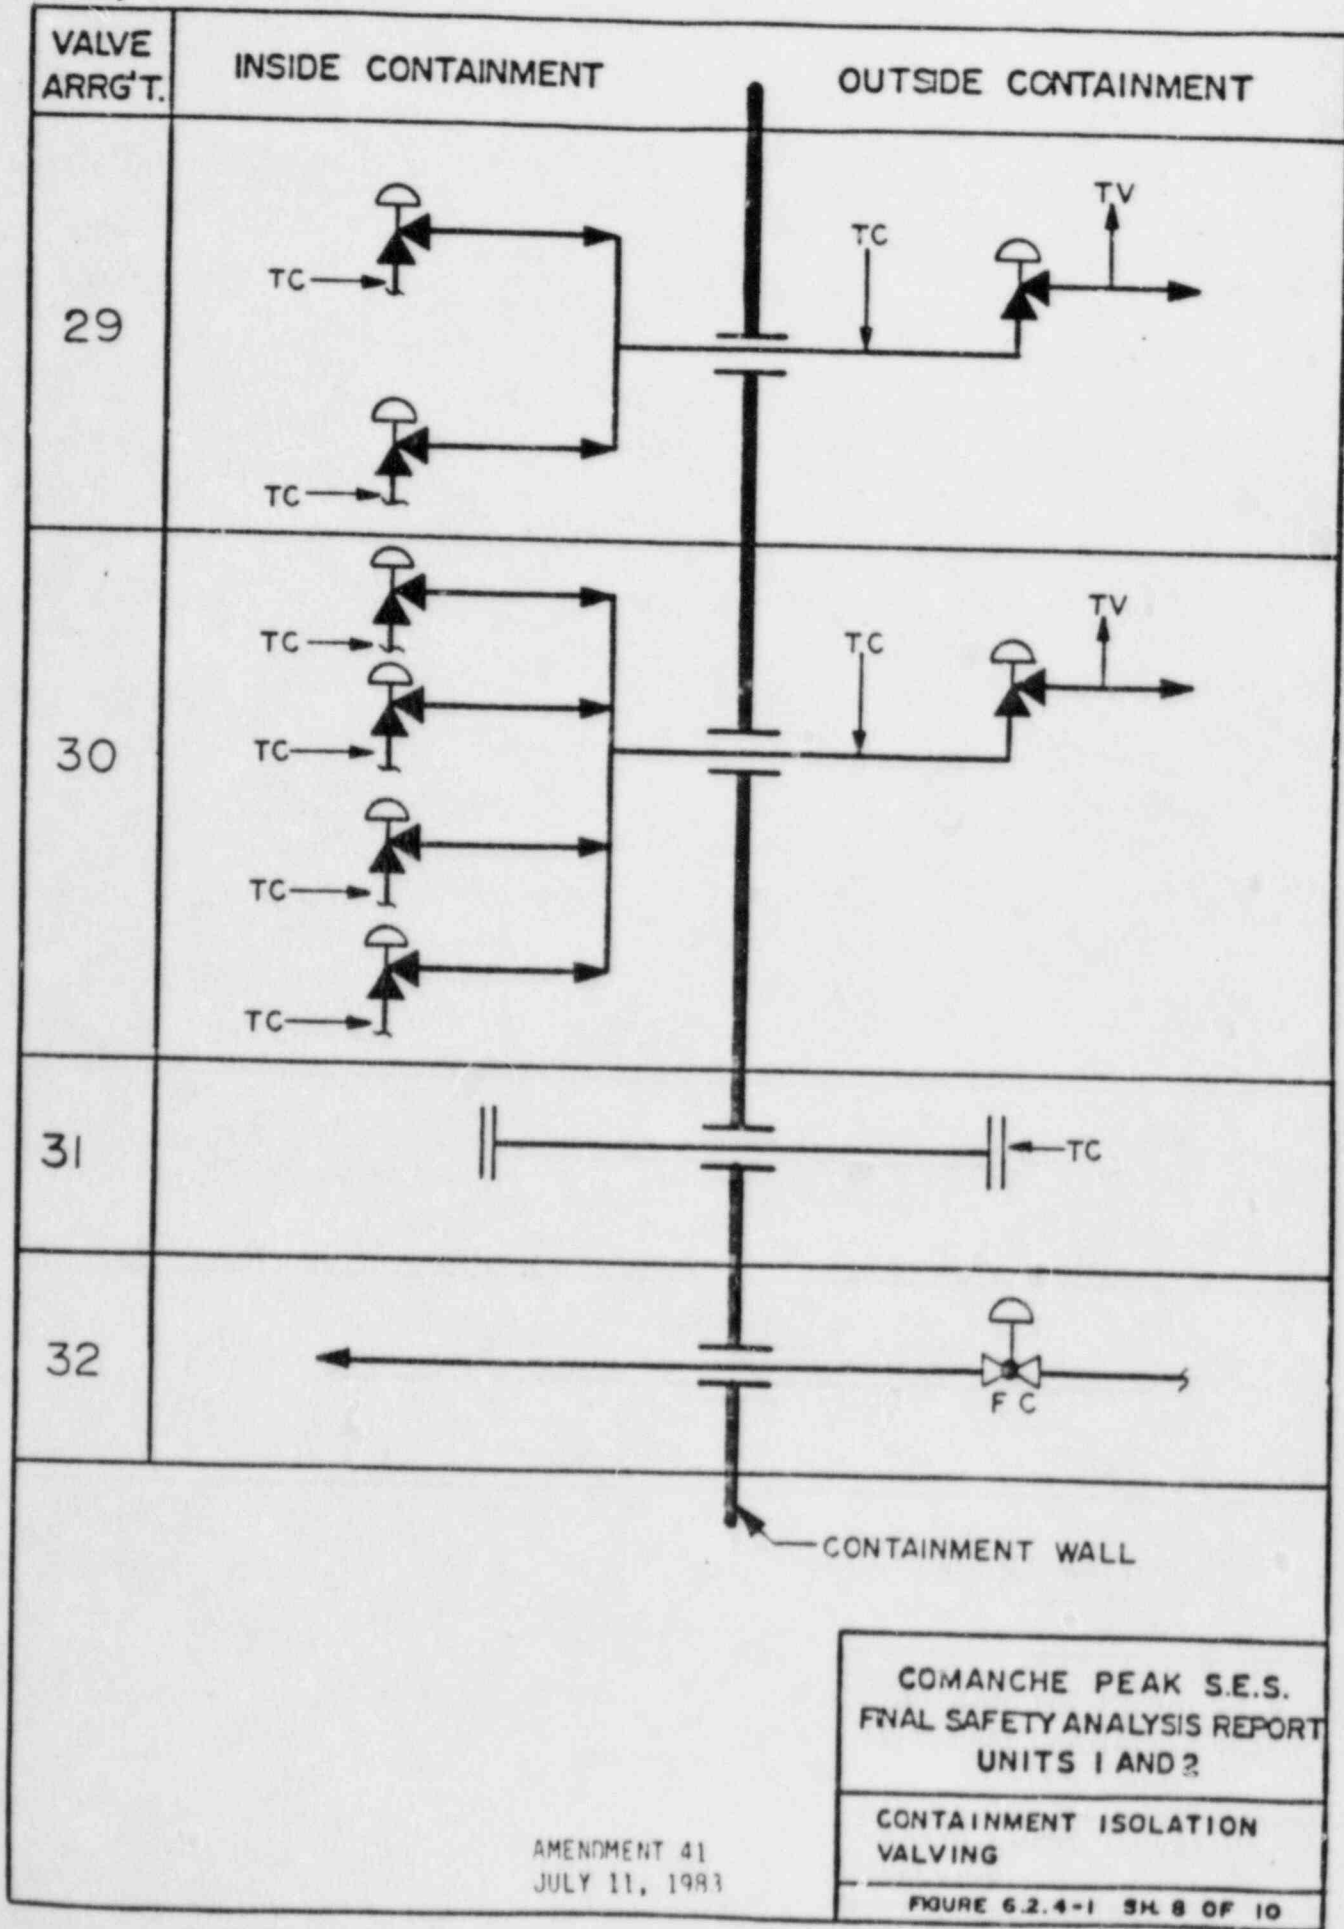 VALVE
ARRG'T.
INSIDE CONTAINMENT
OUTSIDE CONTAINMENT
29
TC
TC
TC
TV
30
TC
TC
TC
TC
TC
TV
31
TC
32
F C
CONTAINMENT WALL
COMANCHE PEAK S.E.S.
FINAL SAFETY ANALYSIS REPORT
UNITS 1 AND 2
CONTAINMENT ISOLATION
VALVING
FIGURE 6.2.4-1 SH. 8 OF 10
AMENDMENT 41
JULY 11, 1983